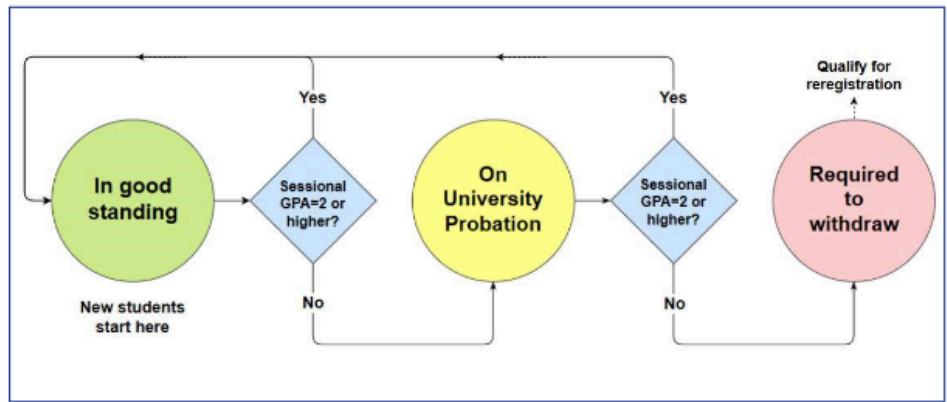 Qualify for
reregistration
Yes
Yes
In good
standing
Sessional
GPA=2 or
higher?
On
University
Probation
Sessional
GPA=2 or
higher?
Required
to
withdraw
New students
start here
No
No